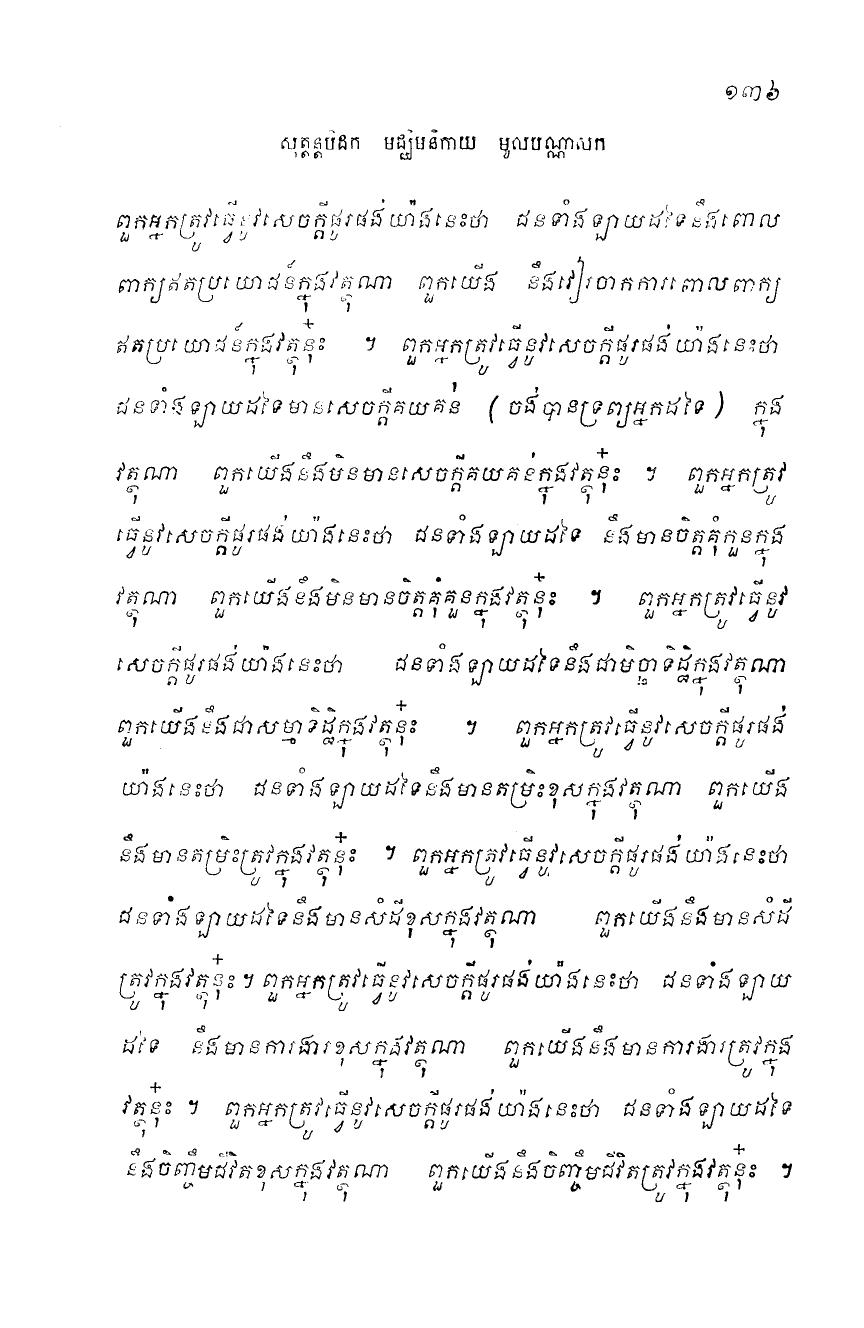 ១៣៦
សុត្តន្តបិដក មជ្ឈិមនិកាយ មូលបណ្ណាសក
ពួកអ្នកត្រូវធ្វើនូវសេចក្តីផូរផង់យ៉ាងនេះថា ជនទាំងឡាយដទៃនឹងពោល
ពាក្យឥតប្រយោជន៍ក្នុងវត្ថុណា ពួកយើង នឹងវៀរចាកការពោលពាក្យ
ឥតប្រយោជន៍ក្នុងវត្ថុនុ៎ះ ។ ពួកអ្នកត្រូវធ្វើនូវសេចក្តីផូរផង់យ៉ាងនេះថា
ជនទាំងឡាយដទៃមានសេចក្តីគយគន់ (ចង់បានទ្រព្យអ្នកដទៃ) ក្នុង
វត្ថុណា ពួកយើងនឹងមិនមានសេចក្តីគយគន់ក្នុងវត្ថុនុ៎ះ ។ ពួកអ្នកត្រូវ
ធ្វើនូវសេចក្តីផូរផង់យ៉ាងនេះថា ជនទាំងឡាយដទៃ នឹងមានចិត្តគុំកួនក្នុង
វត្ថុណា ពួកយើងនឹងមិនមានចិត្តគុំគួនក្នុងវត្ថុនុ៎ះ ។ ពួកអ្នកត្រូវធ្វើនូវ
សេចក្តីផូរផង់យ៉ាងនេះថា ជនទាំងឡាយដទៃនឹងជាមិច្ឆាទិដ្ឋិក្នុងវត្ថុណា
ពួកយើងនឹងជាសម្មាទិដ្ឋិក្នុងវត្ថុនុ៎ះ ។ ពួកអ្នកត្រូវធ្វើនូវសេចក្តីផូរផង់
យ៉ាងនេះថា ជនទាំងឡាយដទៃនឹងមានតម្រិះខុសក្នុងវត្ថុណា ពួកយើង
នឹងមានតម្រិះត្រូវក្នុងវត្ថុនុ៎ះ ។ ពួកអ្នកត្រូវធ្វើនូវសេចក្តីផូរផង់យ៉ាងនេះថា
ជនទាំងឡាយដទៃនឹងមានសំដីខុសក្នុងវត្ថុណា ពួកយើងនឹងមានសំដី
ត្រូវក្នុងវត្ថុនុ៎ះ ។ ពួកអ្នកត្រូវធ្វើនូវសេចក្តីផូរផង់យ៉ាងនេះថា ជនទាំងឡាយ
ដទៃ នឹងមានការងារខុសក្នុងវត្ថុណា ពួកយើងនឹងមានការងារត្រូវក្នុង
វត្ថុនុ៎ះ ។ ពួកអ្នកត្រូវធ្វើនូវសេចក្តីផូរផង់យ៉ាងនេះថា ជនទាំងឡាយដទៃ
នឹងចិញ្ចឹមជីវិតខុសក្នុងវត្ថុណា ពួកយើងនឹងចិញ្ចឹមជីវិតត្រូវក្នុងវត្ថុនុ៎ះ ។